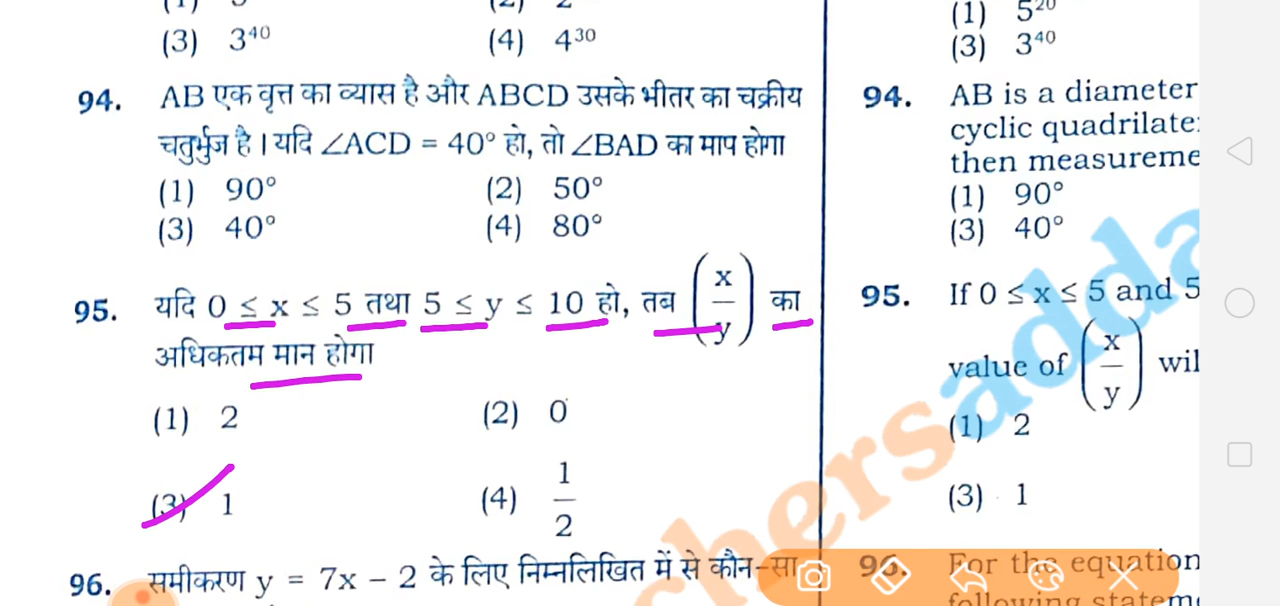 (3) 3⁴⁰ (4) 4³⁰
94. AB एक वृत्त का व्यास है और ABCD उसके भीतर का चक्रीय
चतुर्भुज है। यदि ∠ACD = 40° हो, तो ∠BAD का माप होगा
(1) 90° (2) 50°
(3) 40° (4) 80°
95. यदि 0 ≤ x ≤ 5 तथा 5 ≤ y ≤ 10 हो, तब (x/y) का
अधिकतम मान होगा
(1) 2 (2) 0
(3) 1 (4) 1/2
96. समीकरण y = 7x – 2 के लिए निम्नलिखित में से कौन-सा
(1) 5²⁰
(3) 3⁴⁰
94. AB is a diameter
cyclic quadrilate
then measureme
(1) 90°
(3) 40°
95. If 0 ≤ x ≤ 5 and 5
value of (x/y) wil
(1) 2
(3) 1
96. For the equation
following statem
chersadda